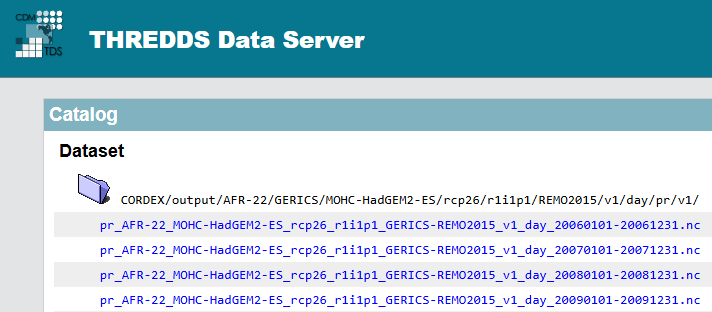 CDM
TDS
THREDDS Data Server
Catalog
Dataset
CORDEX/output/AFR-22/GERICS/MOHC-HadGEM2-ES/rcp26/r1i1p1/REMO2015/v1/day/pr/v1/
pr_AFR-22_MOHC-HadGEM2-ES_rcp26_r1i1p1_GERICS-REMO2015_v1_day_20060101-20061231.nc
pr_AFR-22_MOHC-HadGEM2-ES_rcp26_r1i1p1_GERICS-REMO2015_v1_day_20070101-20071231.nc
pr_AFR-22_MOHC-HadGEM2-ES_rcp26_r1i1p1_GERICS-REMO2015_v1_day_20080101-20081231.nc
pr_AFR-22_MOHC-HadGEM2-ES_rcp26_r1i1p1_GERICS-REMO2015_v1_day_20090101-20091231.nc